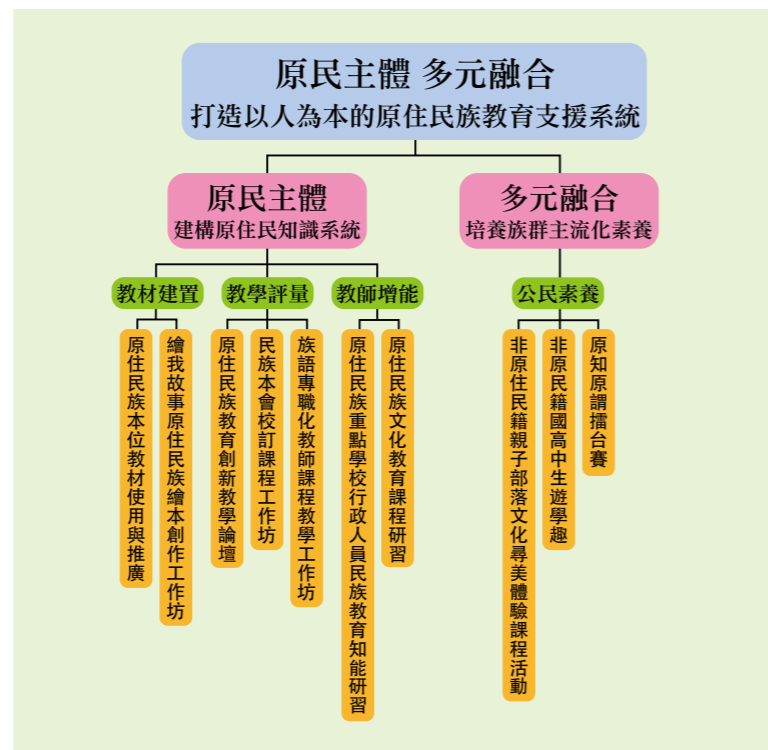 原民主體 多元融合
打造以人為本的原住民族教育支援系統
原民主體
建構原住民知識系統
多元融合
培養族群主流化素養
教材建置
教學評量
教師增能
公民素養
原住民族本位教材使用與推廣
繪我故事原住民族繪本創作工作坊
原住民族教育創新教學論壇
民族本會校訂課程工作坊
族語專職化教師課程教學工作坊
原住民族重點學校行政人員民族教育知能研習
原住民族文化教育課程研習
非原住民籍親子部落文化尋美體驗課程活動
非原民籍國高中生遊學趣
原知原謂擂台賽